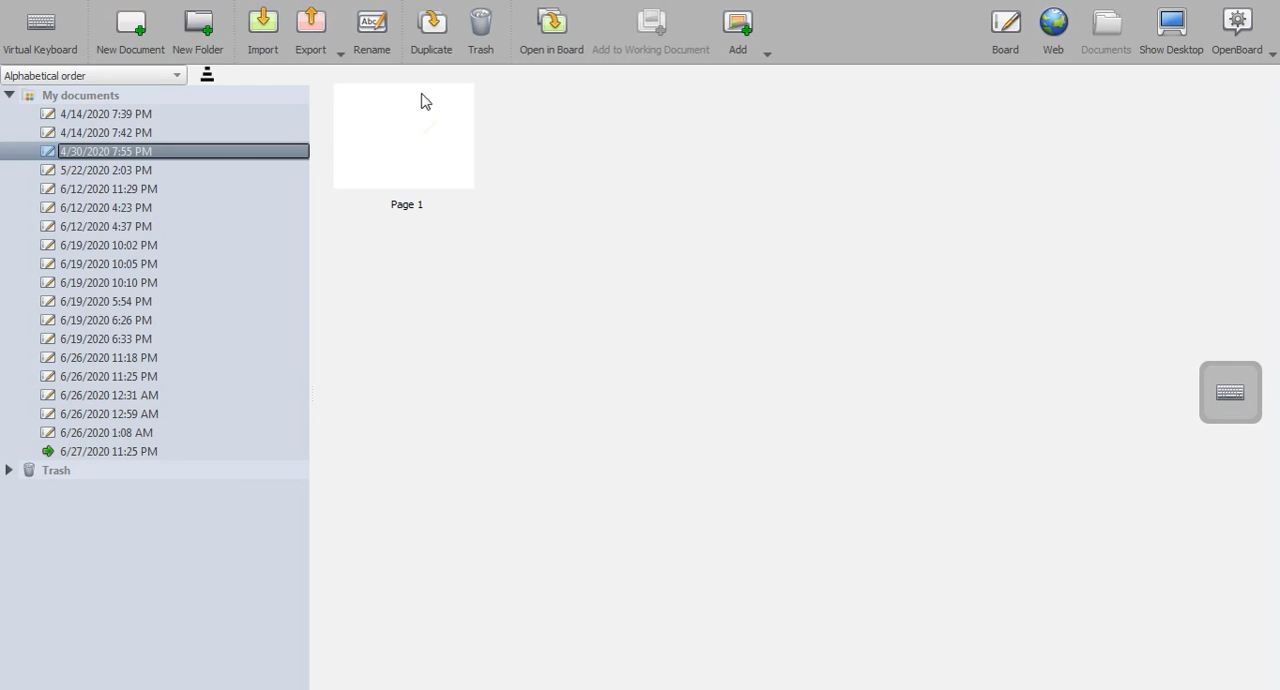 Virtual Keyboard New Document New Folder Import Export Rename Duplicate Trash Open in Board Add to Working Document Add Board Web Documents Show Desktop OpenBoard
Alphabetical order
My documents
4/14/2020 7:39 PM
4/14/2020 7:42 PM
4/30/2020 7:55 PM
5/22/2020 2:03 PM
6/12/2020 11:29 PM
6/12/2020 4:23 PM
6/12/2020 4:37 PM
6/19/2020 10:02 PM
6/19/2020 10:05 PM
6/19/2020 10:10 PM
6/19/2020 5:54 PM
6/19/2020 6:26 PM
6/19/2020 6:33 PM
6/26/2020 11:18 PM
6/26/2020 11:25 PM
6/26/2020 12:31 AM
6/26/2020 12:59 AM
6/26/2020 1:08 AM
6/27/2020 11:25 PM
Trash
Page 1